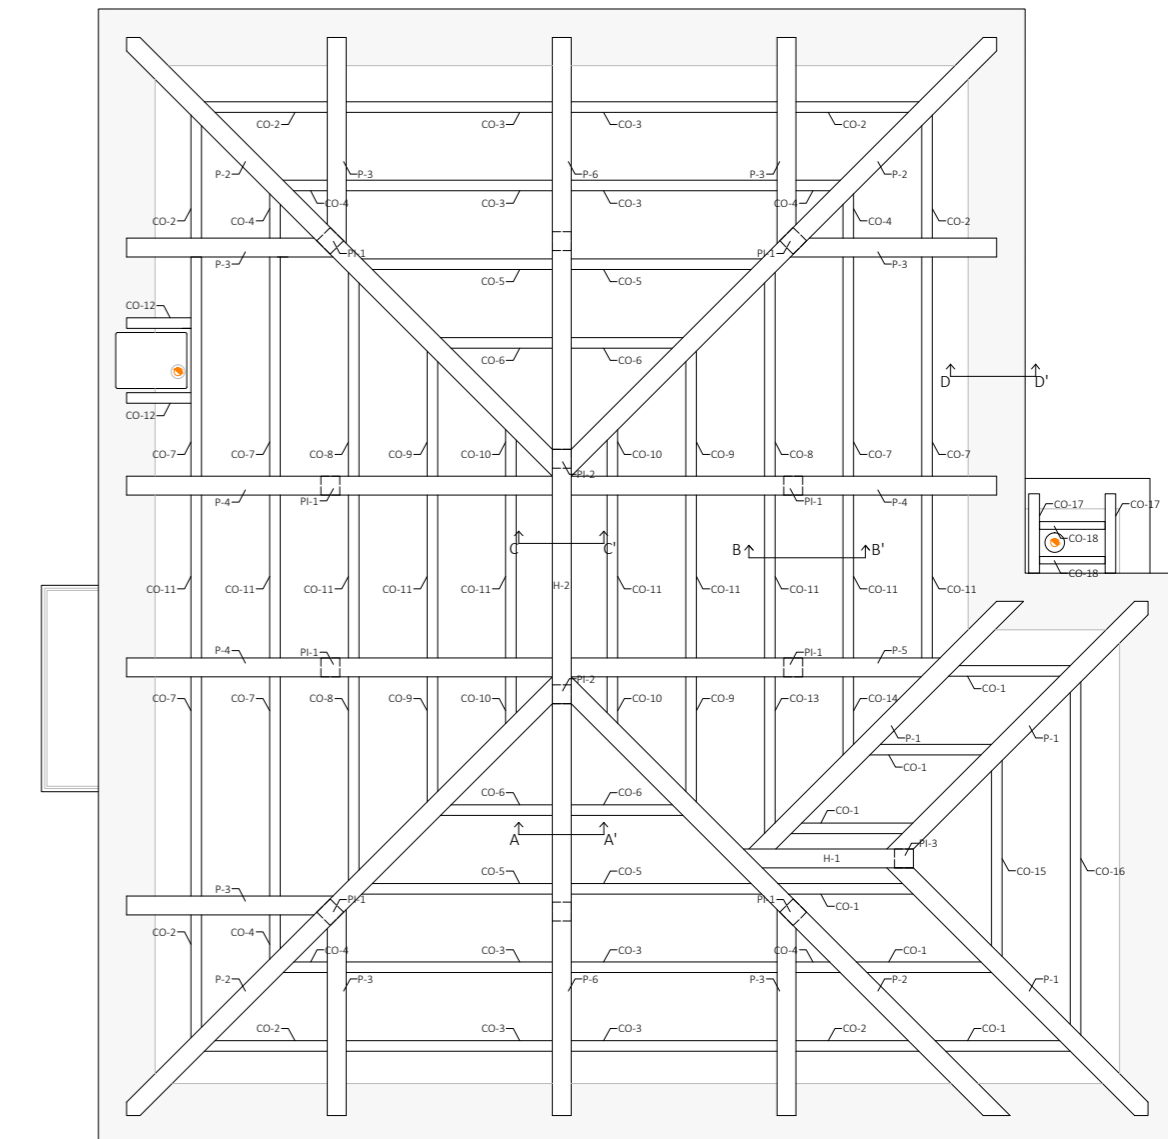 CO-2 CO-3 CO-3 CO-2
P-2 P-3 P-6 P-3 P-2
CO-4 CO-3 CO-3 CO-4
CO-2 CO-4 CO-4 CO-2
P-3 PI-1 PI-1 P-3
CO-5 CO-5
CO-12
CO-6 CO-6
D D'
CO-12
CO-7 CO-7 CO-8 CO-9 CO-10 CO-10 CO-9 CO-8 CO-7 CO-7
PI-2
P-4 PI-1 PI-1 P-4
CO-17 CO-17
CO-18
C C' B B'
CO-18
CO-11 CO-11 CO-11 CO-11 H-2 CO-11 CO-11 CO-11 CO-11 CO-11
P-4 PI-1 PI-1 P-5
PI-2
CO-1
CO-7 CO-7 CO-8 CO-9 CO-10 CO-10 CO-9 CO-13 CO-14
P-1 P-1
CO-1
CO-6 CO-6
CO-1
A A'
PI-3
H-1
CO-5 CO-5 CO-15 CO-16
P-3 PI-1 PI-1 CO-1
CO-2 CO-4 CO-4 CO-3 CO-3 CO-4 CO-1
P-2 P-3 P-6 P-3 P-2 P-1
CO-2 CO-3 CO-3 CO-2 CO-1